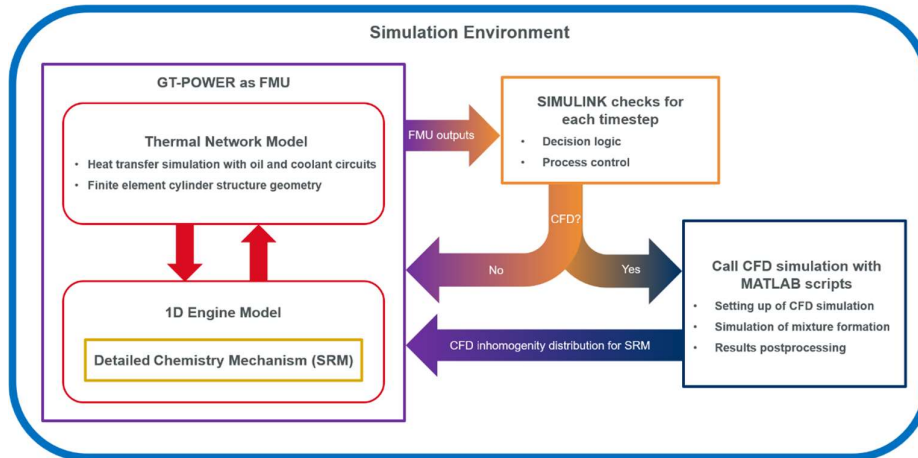 Simulation Environment
GT-POWER as FMU
Thermal Network Model
• Heat transfer simulation with oil and coolant circuits
• Finite element cylinder structure geometry
1D Engine Model
Detailed Chemistry Mechanism (SRM)
FMU outputs
SIMULINK checks for
each timestep
• Decision logic
• Process control
CFD?
No
Yes
Call CFD simulation with
MATLAB scripts
• Setting up of CFD simulation
• Simulation of mixture formation
• Results postprocessing
CFD inhomogenity distribution for SRM